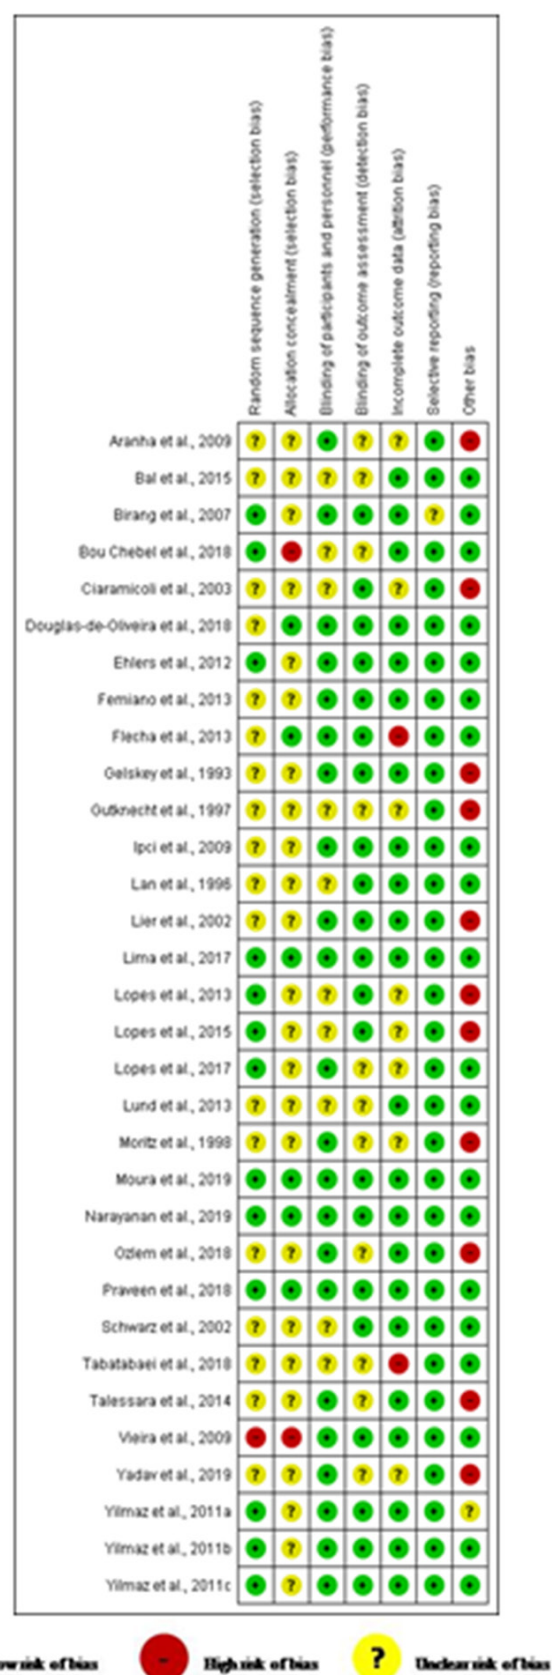 Random sequence generation (selection bias)
Allocation concealment (selection bias)
Blinding of participants and personnel (performance bias)
Blinding of outcome assessment (detection bias)
Incomplete outcome data (attrition bias)
Selective reporting (reporting bias)
Other bias
Aranha et al., 2009 ? ? ? ? -
Bal et al., 2015 ? ? ? ?
Birang et al., 2007 ? ?
Bou Chebel et al., 2018 - ? ?
Ciaramicoli et al., 2003 ? ? ? ? -
Douglas-de-Oliveira et al., 2018 ?
Ehlers et al., 2012 ?
Femiano et al., 2013 ? ?
Flecha et al., 2013 ? -
Gelskey et al., 1993 ? ? -
Gutknecht et al., 1997 ? ? ? ? ? -
Ipci et al., 2009 ? ?
Lan et al., 1996 ? ? ?
Lier et al., 2002 ? ? -
Lima et al., 2017
Lopes et al., 2013 ? ? ? -
Lopes et al., 2015 ? ? ? -
Lopes et al., 2017 ? ? ?
Lund et al., 2013 ? ? ? ?
Moritz et al., 1998 ? ? ? ? -
Moura et al., 2019
Narayanan et al., 2019
Ozlem et al., 2018 ? ? ? -
Praveen et al., 2018
Schwarz et al., 2002 ? ? ?
Tabatabaei et al., 2018 ? ? ? ? -
Talessara et al., 2014 ? ? ? -
Vieira et al., 2009 - -
Yadav et al., 2019 ? ? ? ? -
Yilmaz et al., 2011a ? ?
Yilmaz et al., 2011b ?
Yilmaz et al., 2011c ?
risk of bias - High risk of bias ? Unclear risk of bias